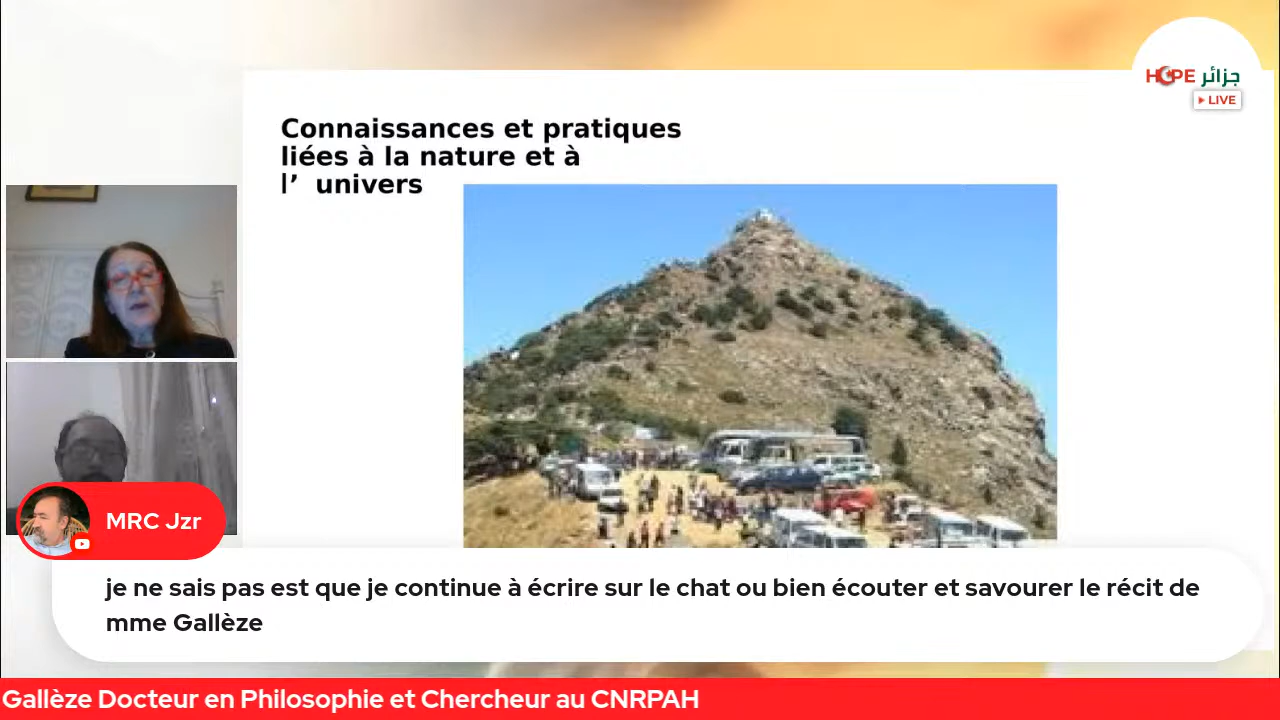 HOPE جزائر
LIVE
Connaissances et pratiques
liées à la nature et à
l’ univers
MRC Jzr
je ne sais pas est que je continue à écrire sur le chat ou bien écouter et savourer le récit de
mme Gallèze
Gallèze Docteur en Philosophie et Chercheur au CNRPAH